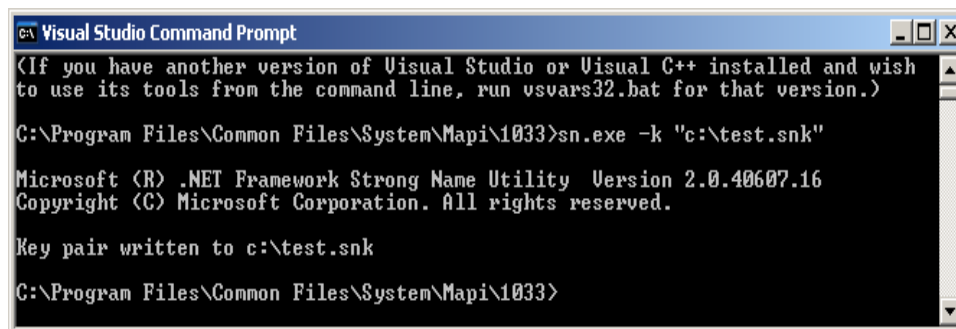 Visual Studio Command Prompt
(If you have another version of Visual Studio or Visual C++ installed and wish
to use its tools from the command line, run vsvars32.bat for that version.)
C:\Program Files\Common Files\System\Mapi\1033>sn.exe -k "c:\test.snk"
Microsoft (R) .NET Framework Strong Name Utility  Version 2.0.40607.16
Copyright (C) Microsoft Corporation. All rights reserved.
Key pair written to c:\test.snk
C:\Program Files\Common Files\System\Mapi\1033>